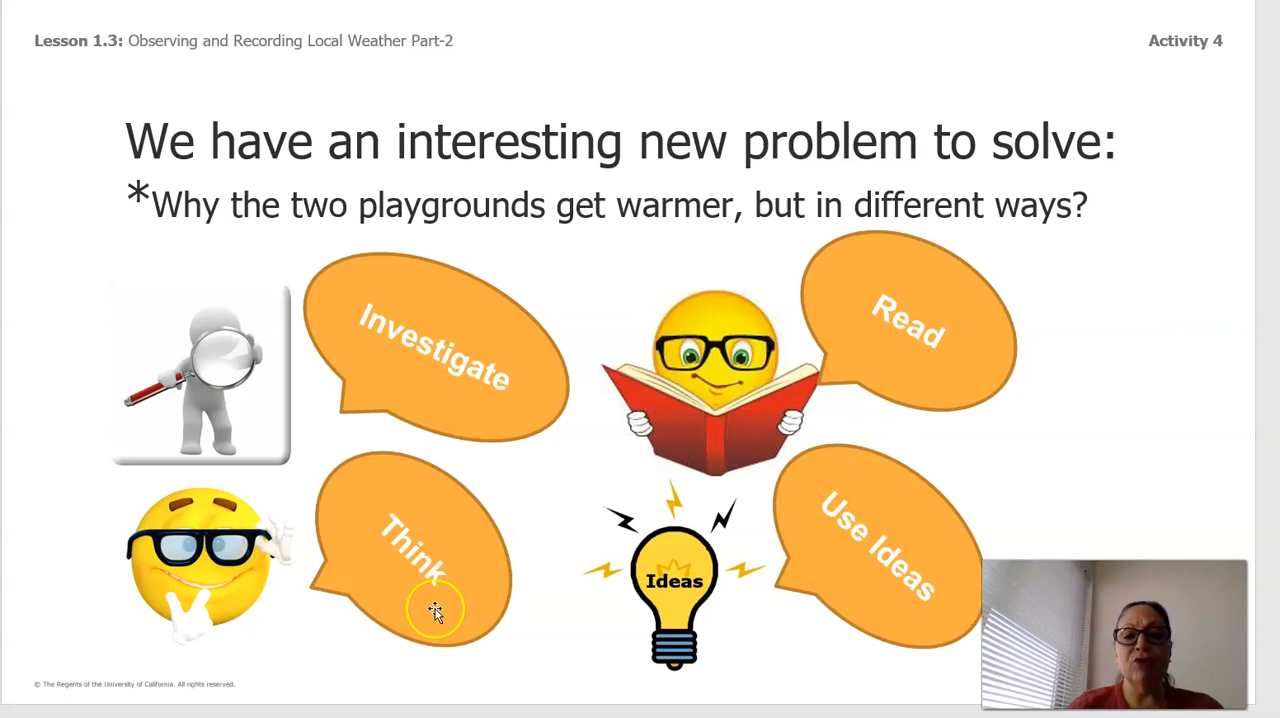 Lesson 1.3: Observing and Recording Local Weather Part-2
Activity 4
We have an interesting new problem to solve:
*Why the two playgrounds get warmer, but in different ways?
Investigate
Read
Think
Use Ideas
Ideas
© The Regents of the University of California. All rights reserved.